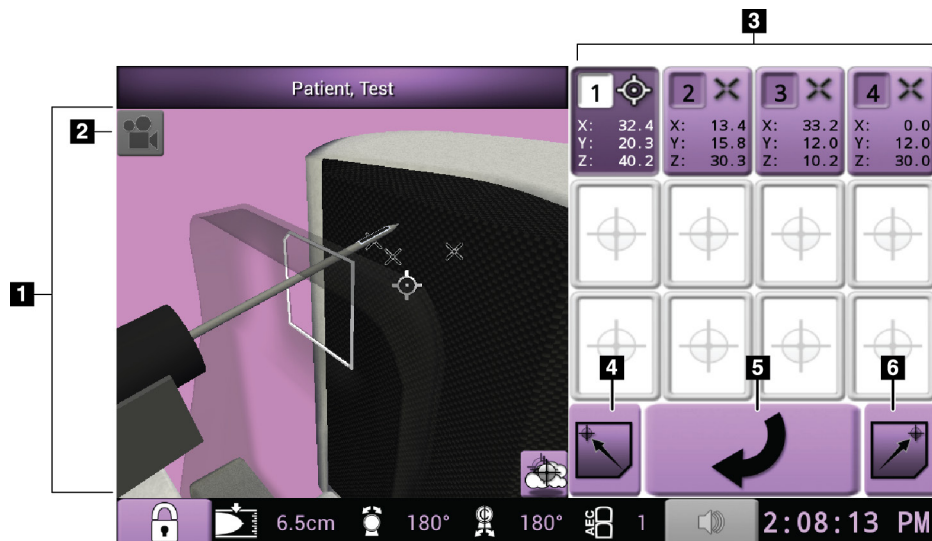 3
Patient, Test
1 2 3 4
X: 32.4 X: 13.4 X: 33.2 X: 0.0
Y: 20.3 Y: 15.8 Y: 12.0 Y: 12.0
Z: 40.2 Z: 30.3 Z: 10.2 Z: 30.0
2
1
4 5 6
6.5cm 180° C 180° AEC 1 2:08:13 PM